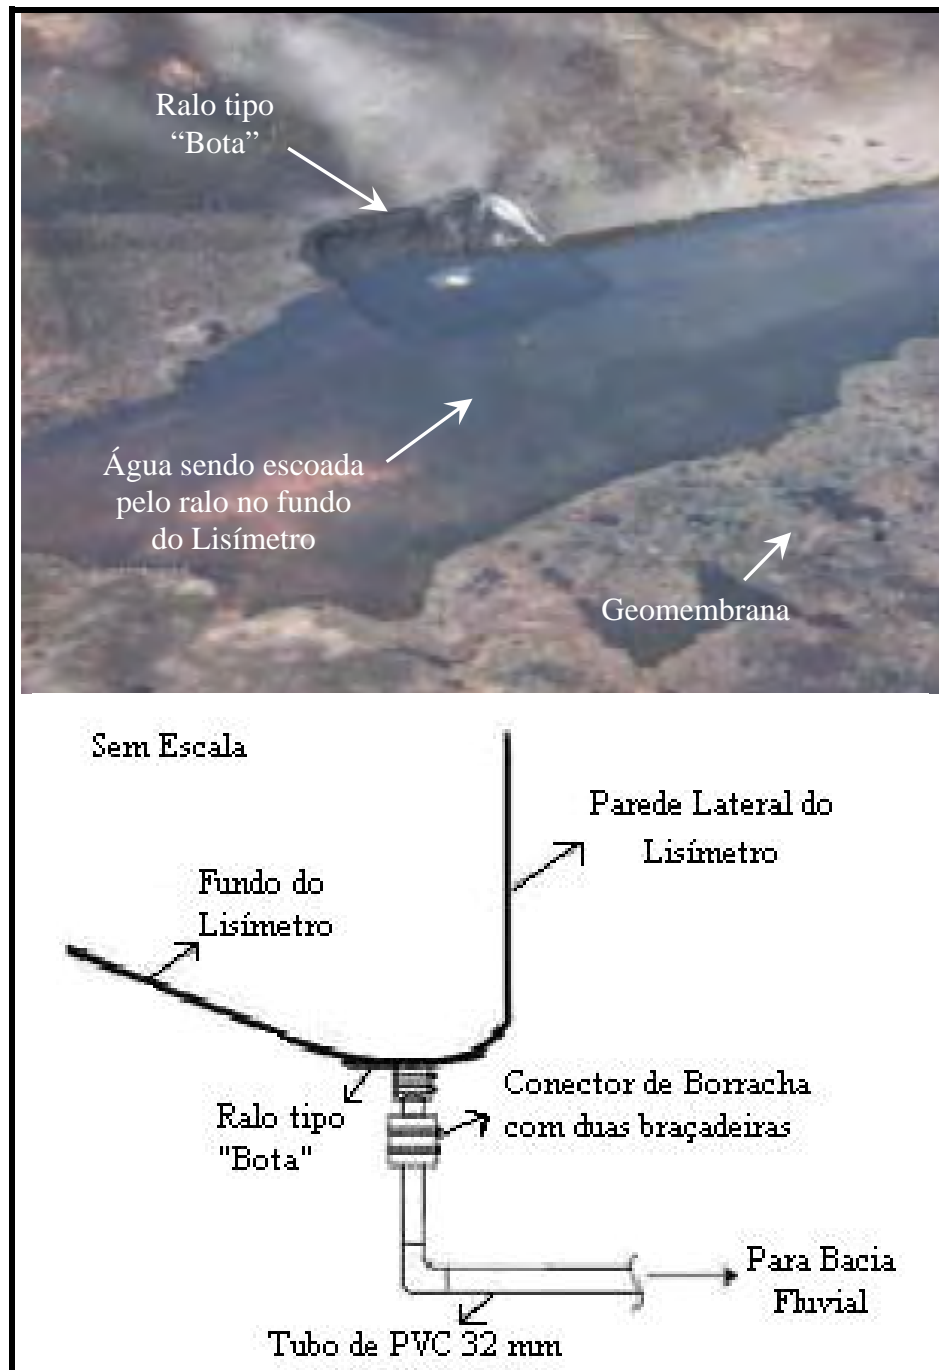 Ralo tipo
“Bota”
Água sendo escoada
pelo ralo no fundo
do Lisímetro
Geomembrana
Sem Escala
Parede Lateral do
Lisímetro
Fundo do
Lisímetro
Ralo tipo
"Bota"
Conector de Borracha
com duas braçadeiras
Para Bacia
Fluvial
Tubo de PVC 32 mm